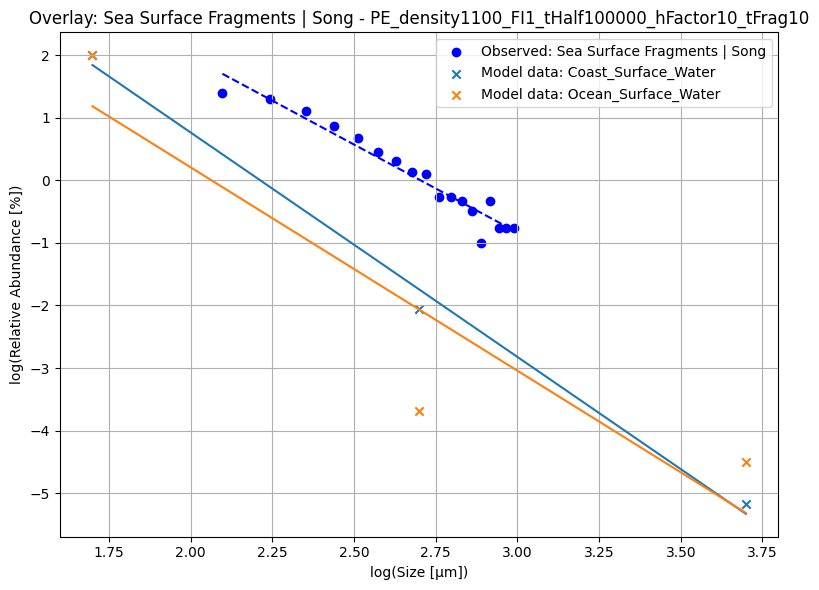 Overlay: Sea Surface Fragments | Song - PE_density1100_FI1_tHalf100000_hFactor10_tFrag10
Observed: Sea Surface Fragments | Song
Model data: Coast_Surface_Water
Model data: Ocean_Surface_Water
log(Relative Abundance [%])
2
1
0
−1
−2
−3
−4
−5
1.75
2.00
2.25
2.50
2.75
3.00
3.25
3.50
3.75
log(Size [μm])